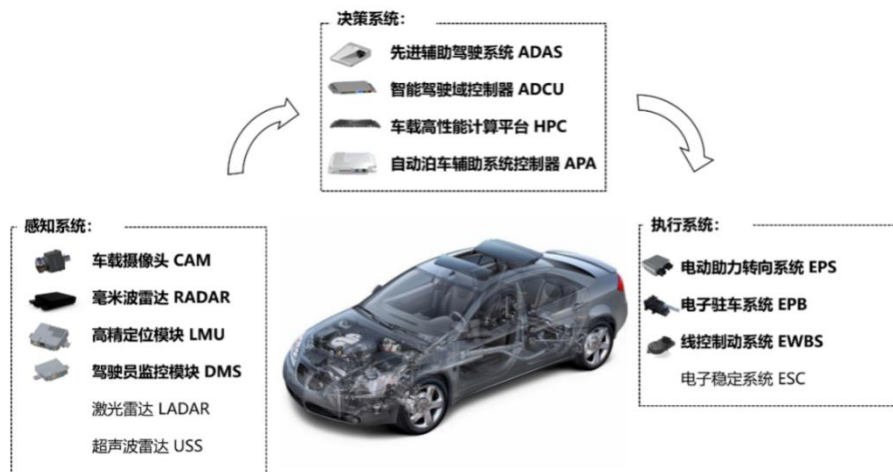 决策系统：
先进辅助驾驶系统 ADAS
智能驾驶域控制器 ADCU
车载高性能计算平台 HPC
自动泊车辅助系统控制器 APA
感知系统：
车载摄像头 CAM
毫米波雷达 RADAR
高精定位模块 LMU
驾驶员监控模块 DMS
激光雷达 LADAR
超声波雷达 USS
执行系统：
电动助力转向系统 EPS
电子驻车系统 EPB
线控制动系统 EWBS
电子稳定系统 ESC